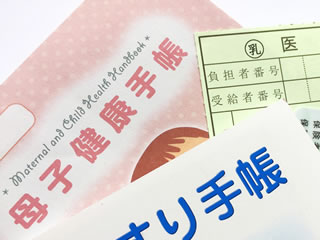 * Maternal and Child Health Handbook *
母子健康手帳
㊇乳 医
負担者番号
受給者番号
すり手帳